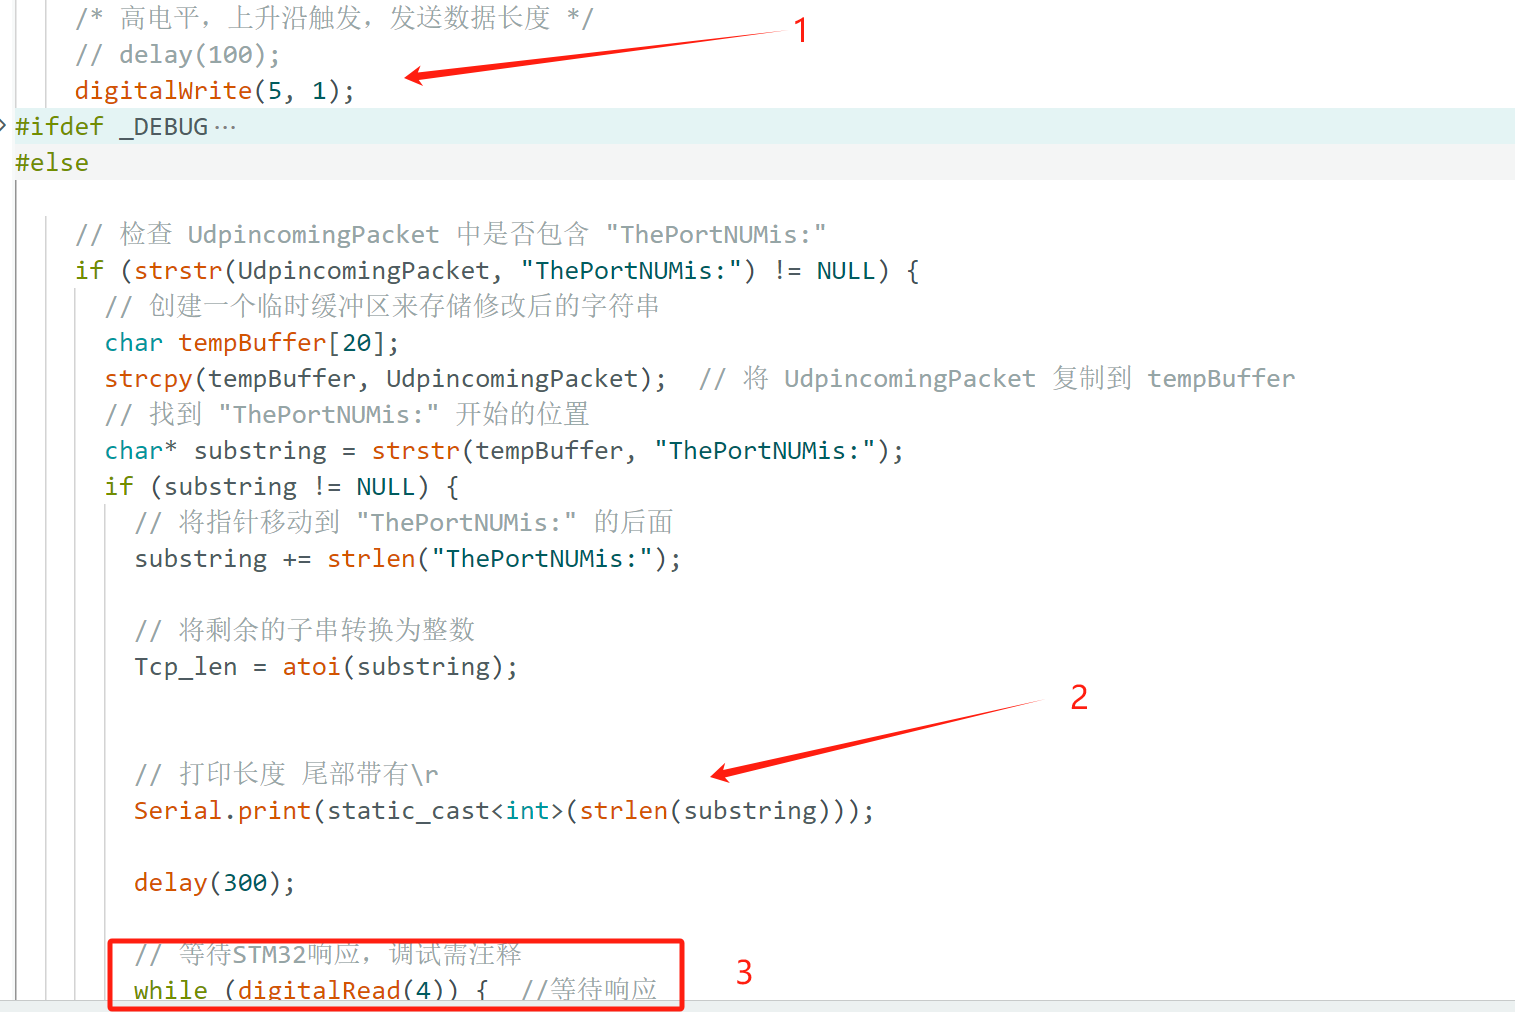 /* 高电平，上升沿触发，发送数据长度 */
1
// delay(100);
digitalWrite(5, 1);
#ifdef _DEBUG ···
#else
// 检查 UdpincomingPacket 中是否包含 "ThePortNUMis:"
if (strstr(UdpincomingPacket, "ThePortNUMis:") != NULL) {
// 创建一个临时缓冲区来存储修改后的字符串
char tempBuffer[20];
strcpy(tempBuffer, UdpincomingPacket);  // 将 UdpincomingPacket 复制到 tempBuffer
// 找到 "ThePortNUMis:" 开始的位置
char* substring = strstr(tempBuffer, "ThePortNUMis:");
if (substring != NULL) {
// 将指针移动到 "ThePortNUMis:" 的后面
substring += strlen("ThePortNUMis:");
// 将剩余的子串转换为整数
Tcp_len = atoi(substring);
2
// 打印长度 尾部带有\r
Serial.print(static_cast<int>(strlen(substring)));
delay(300);
// 等待STM32响应，调试需注释
3
while (digitalRead(4)) {  //等待响应